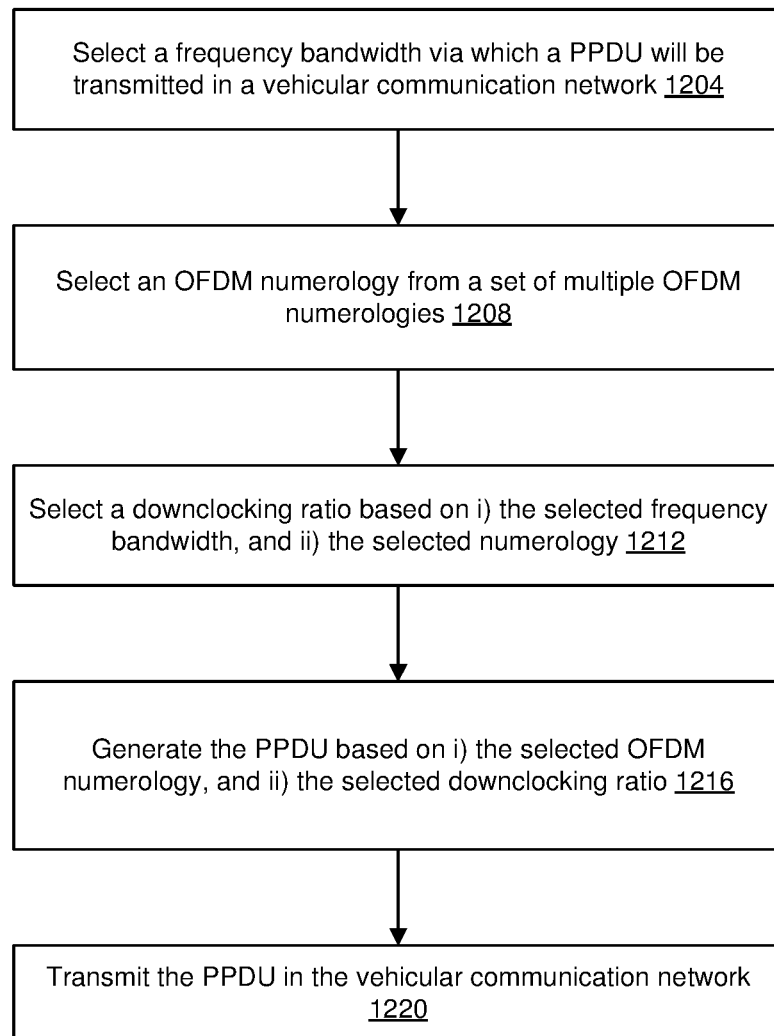 Select a frequency bandwidth via which a PPDU will be
transmitted in a vehicular communication network 1204
Select an OFDM numerology from a set of multiple OFDM
numerologies 1208
Select a downclocking ratio based on i) the selected frequency
bandwidth, and ii) the selected numerology 1212
Generate the PPDU based on i) the selected OFDM
numerology, and ii) the selected downclocking ratio 1216
Transmit the PPDU in the vehicular communication network
1220